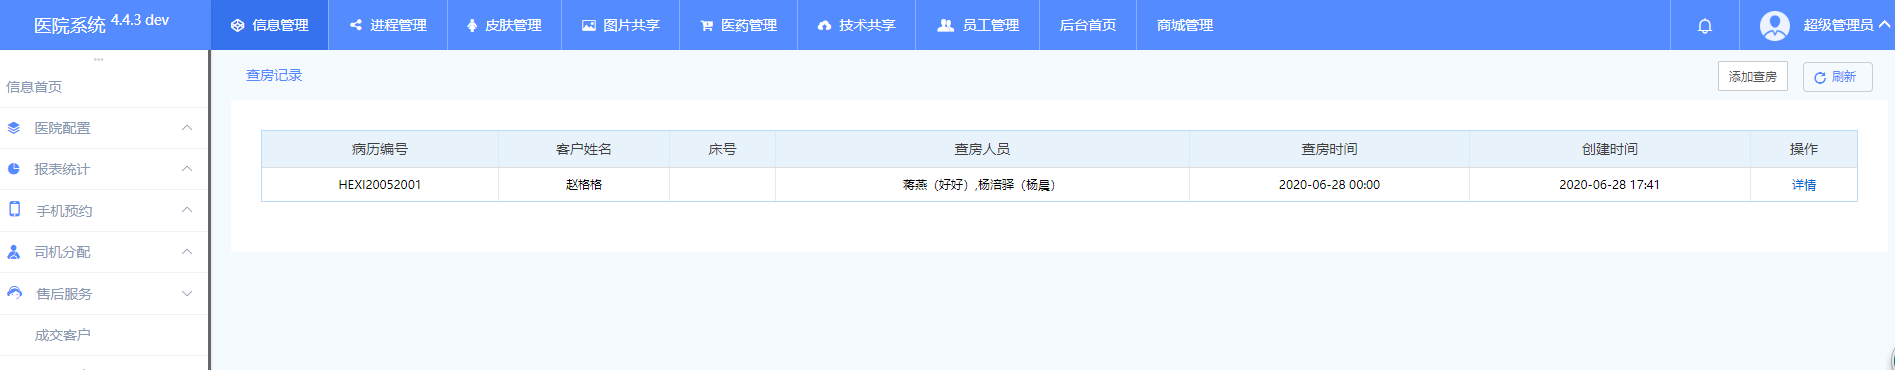 医院系统 4.4.3 dev 信息管理 进程管理 皮肤管理 图片共享 医药管理 技术共享 员工管理 后台首页 商城管理 超级管理员
信息首页
医院配置
报表统计
手机预约
司机分配
售后服务
成交客户
查房记录 添加查房 刷新
病历编号 客户姓名 床号 查房人员 查房时间 创建时间 操作
HEXI20052001 赵格格 蒋燕（好好）,杨涪驿（杨晨） 2020-06-28 00:00 2020-06-28 17:41 详情